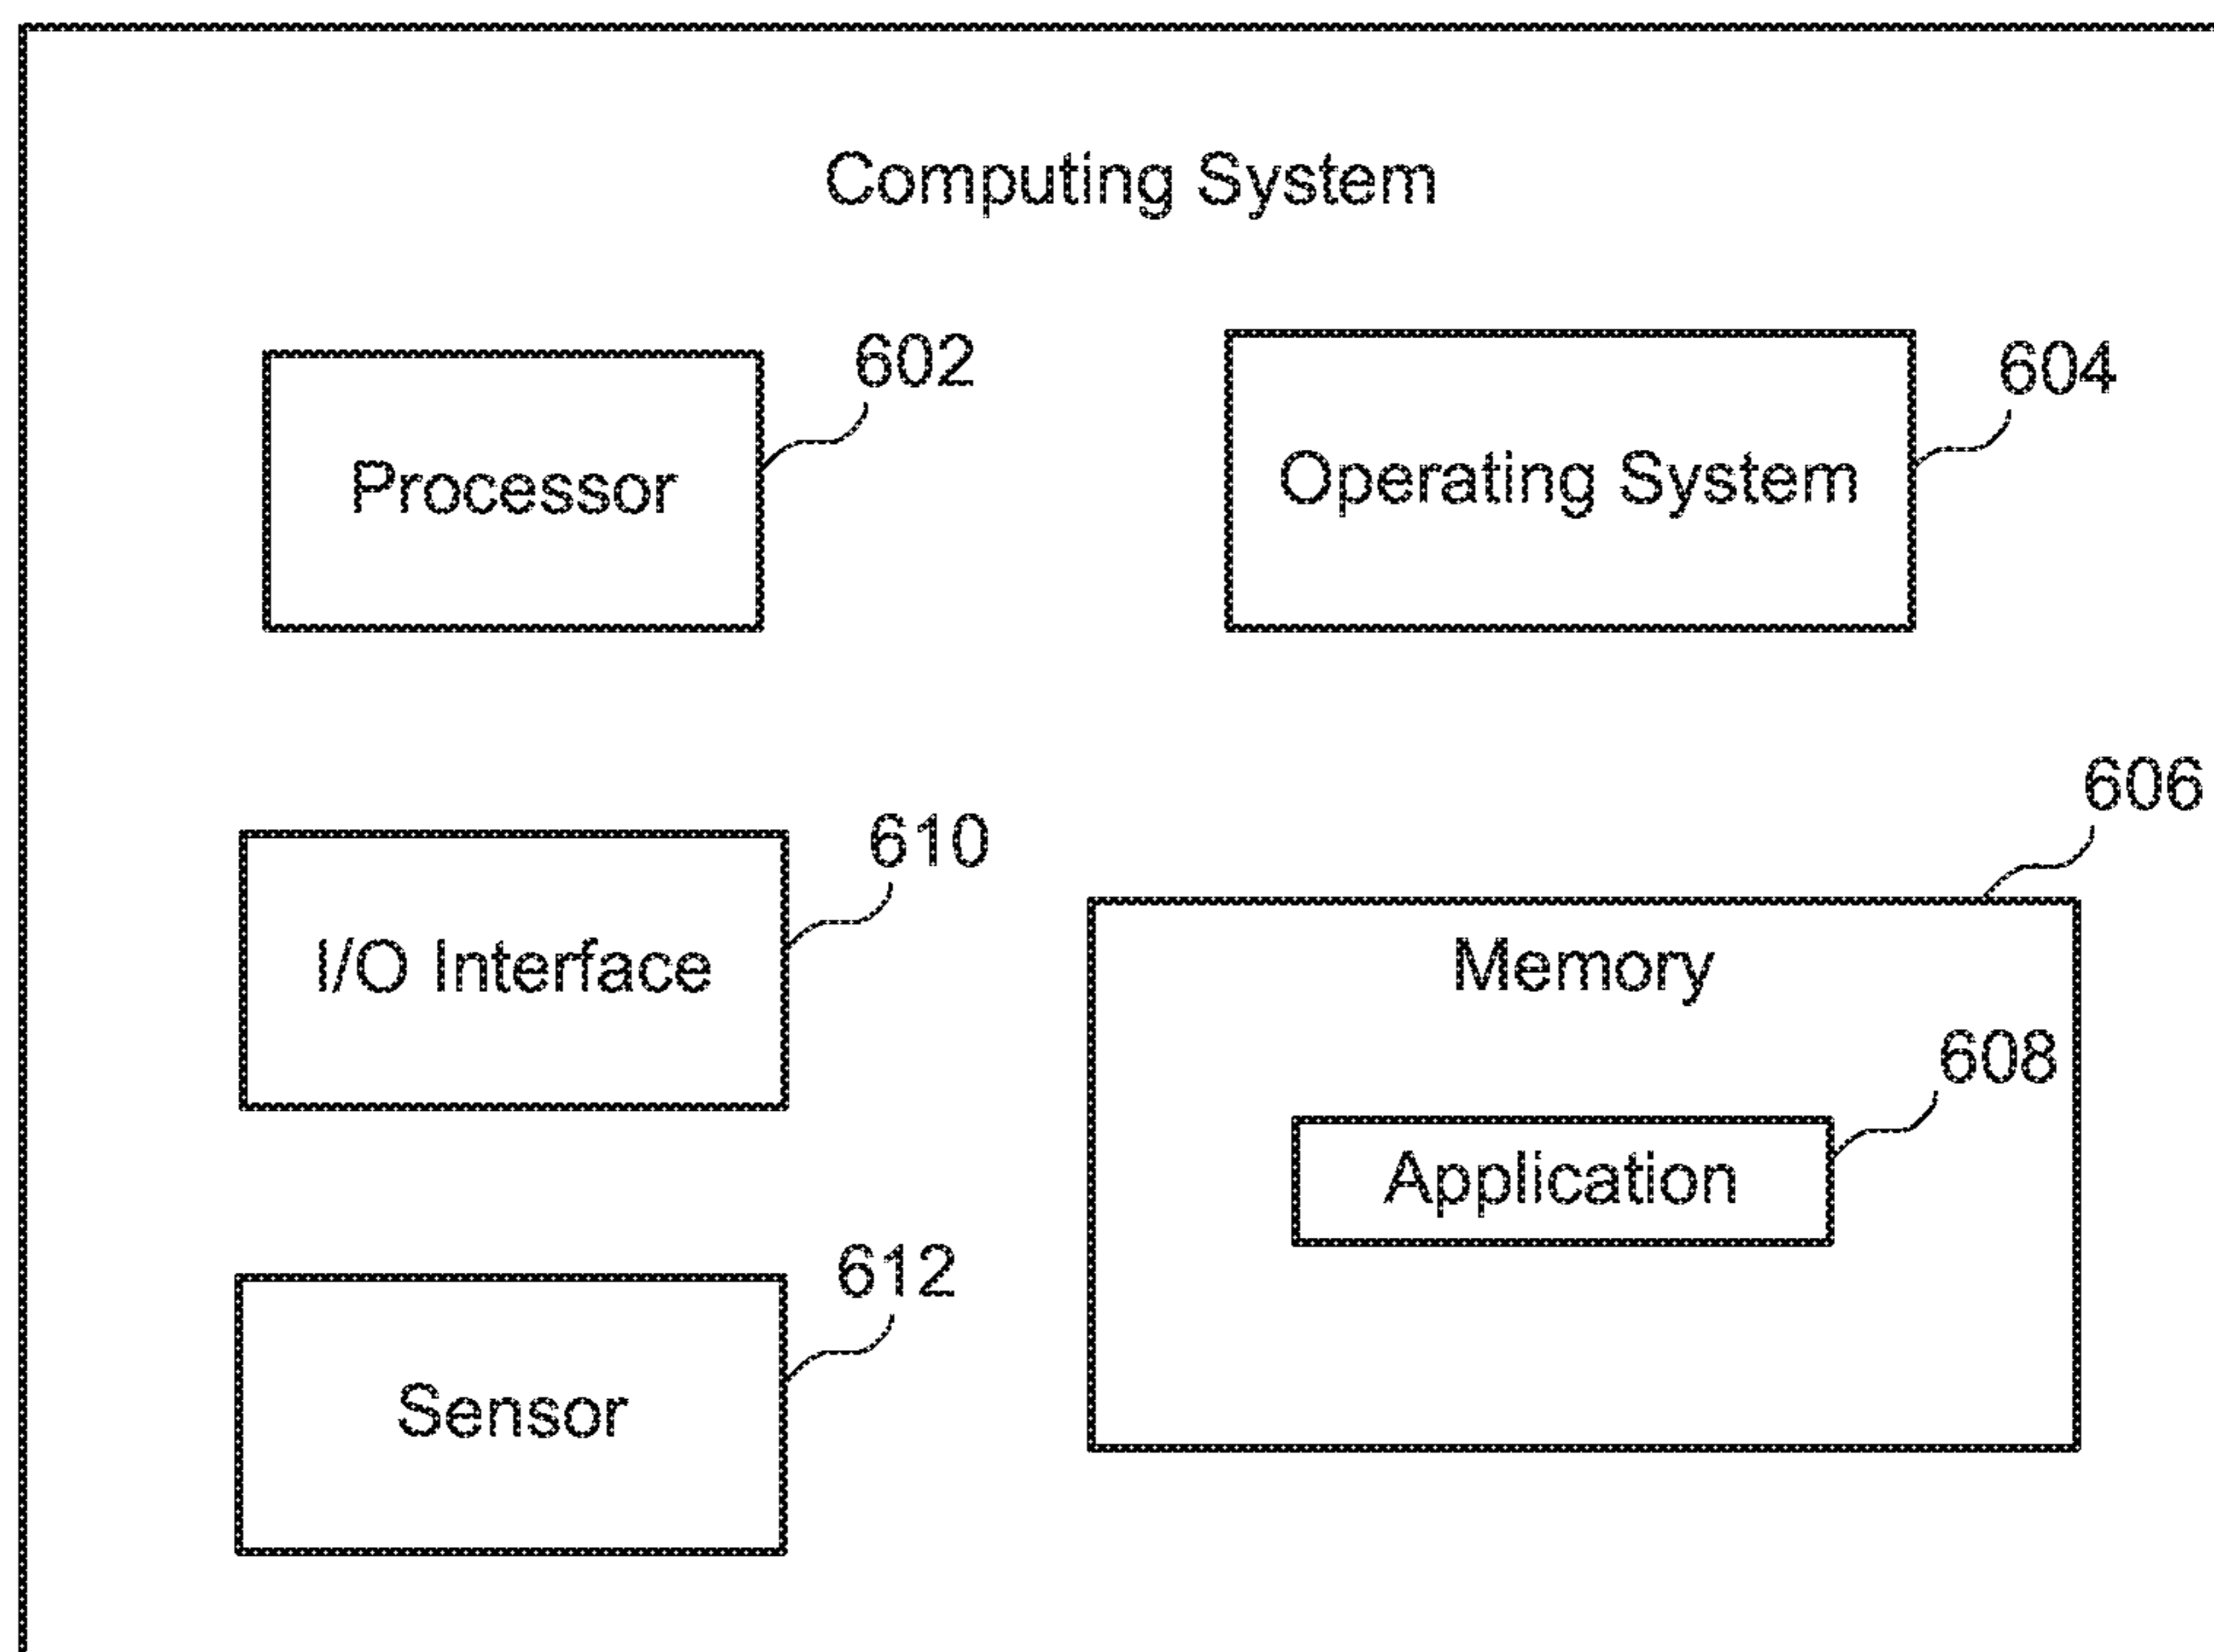 Computing System
602
Processor
604
Operating System
610
I/O Interface
606
Memory
608
Application
612
Sensor